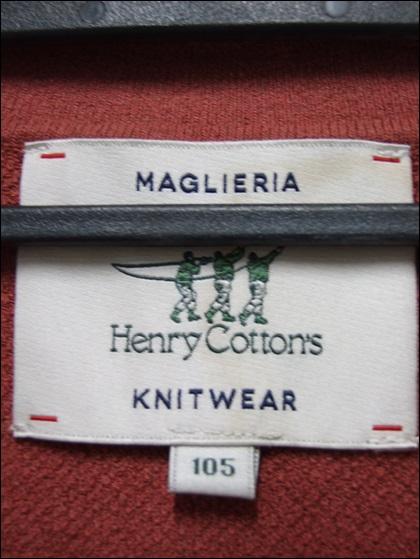 MAGLIERIA
Henry Cotton's
KNITWEAR
105